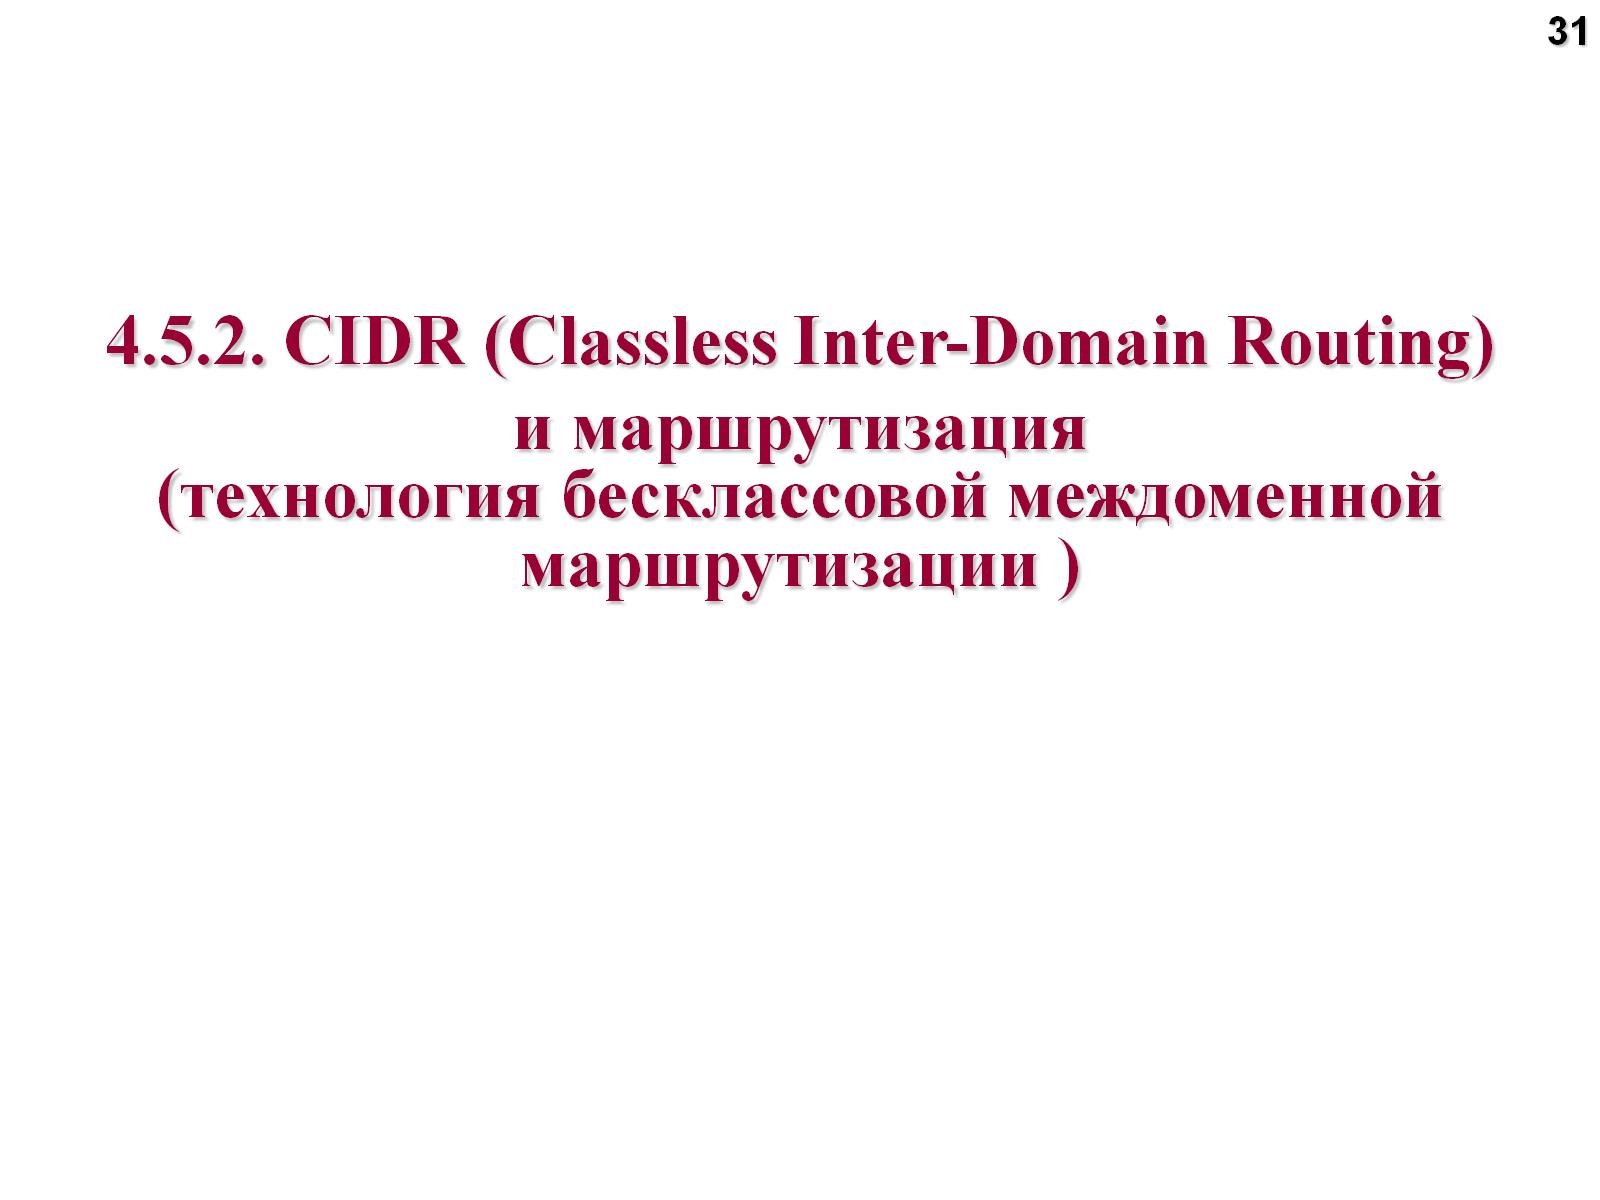 31
4.5.2. CIDR (Classless Inter-Domain Routing)
и маршрутизация
(технология бесклассовой междоменной
маршрутизации )